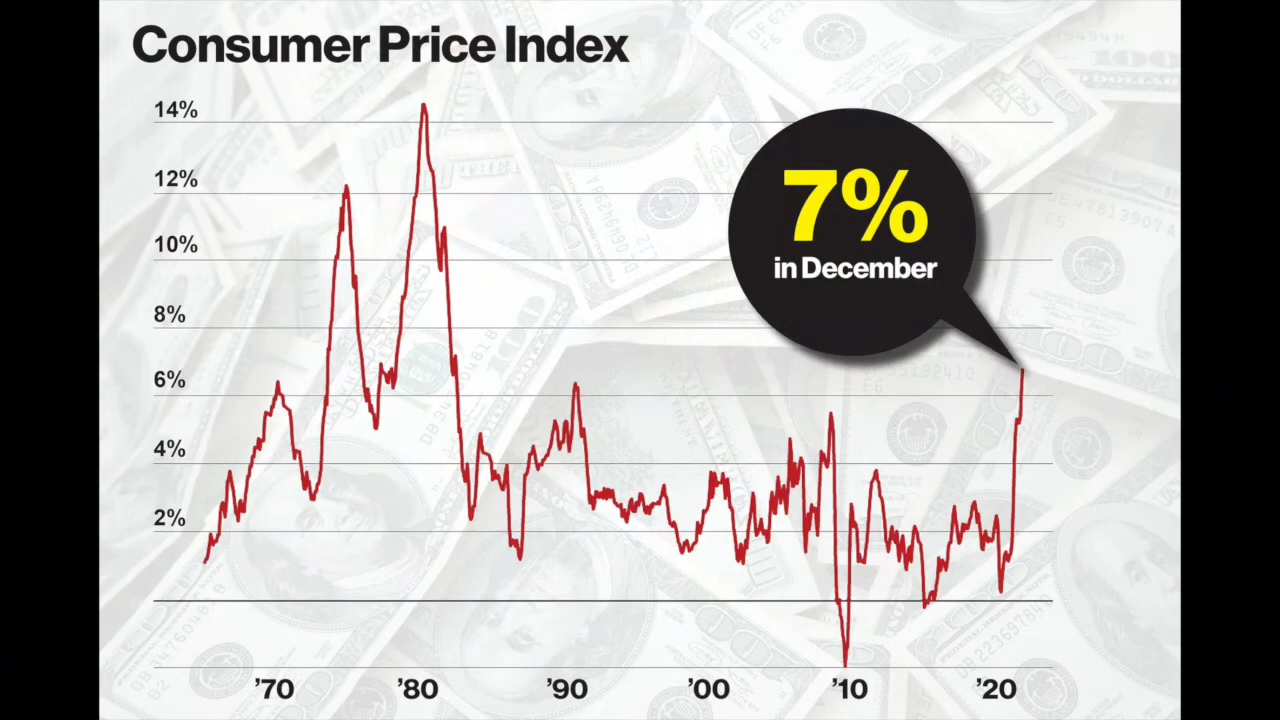 Consumer Price Index
14%
12%
10%
8%
6%
4%
2%
7%
in December
'70 '80 '90 '00 '10 '20